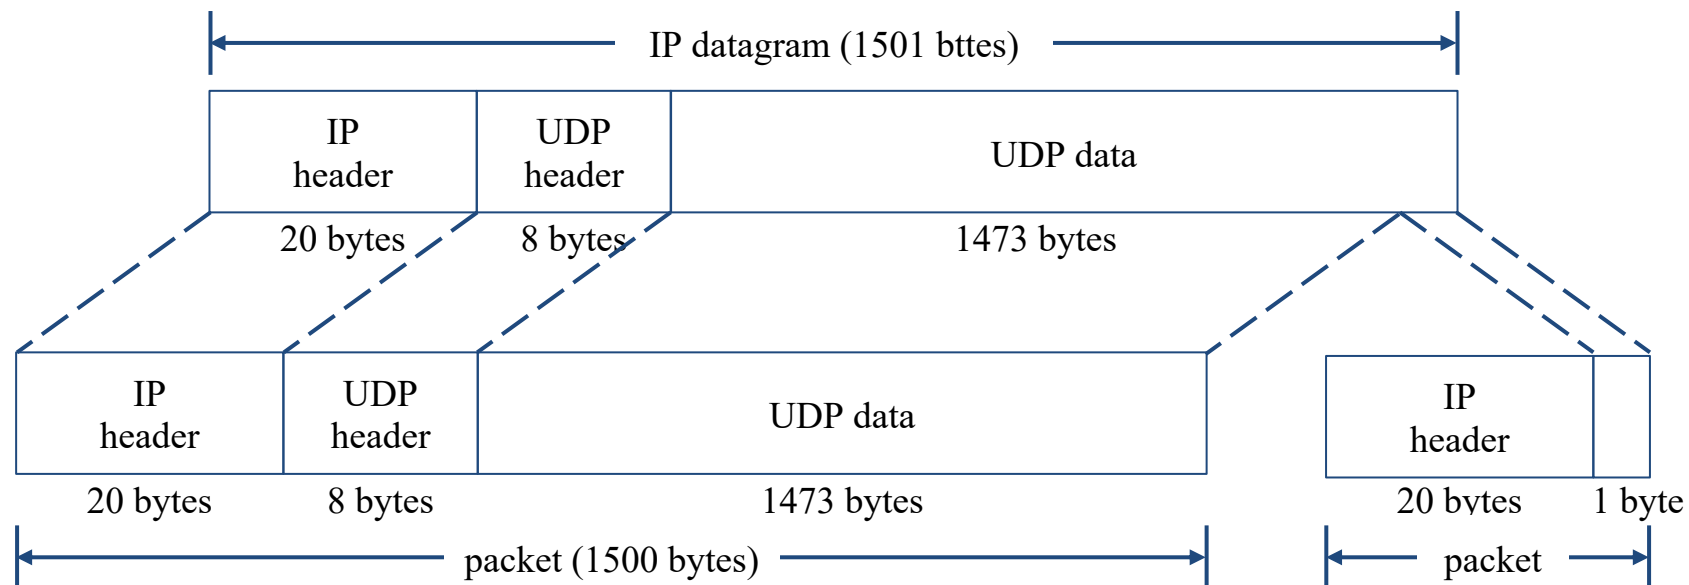 IP datagram (1501 bttes)
IP
header
UDP
header
UDP data
20 bytes
8 bytes
1473 bytes
IP
header
UDP
header
UDP data
IP
header
20 bytes
8 bytes
1473 bytes
20 bytes
1 byte
packet (1500 bytes)
packet